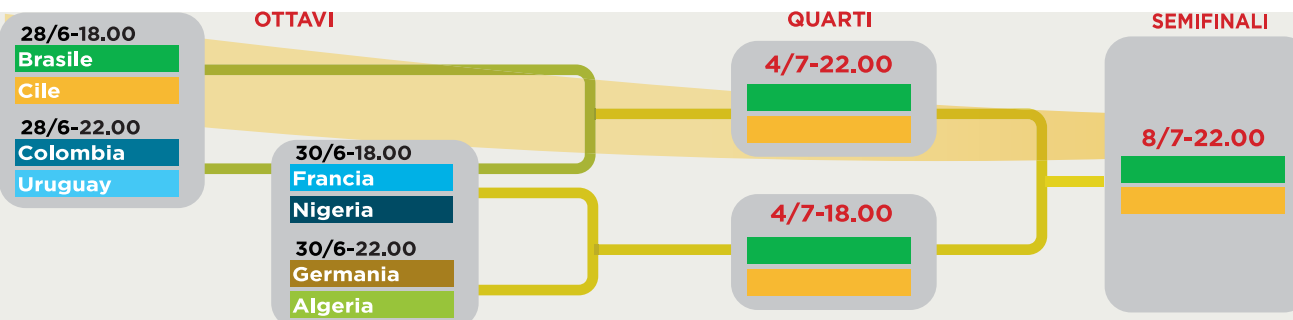 OTTAVI
28/6-18.00
Brasile
Cile
28/6-22.00
Colombia
Uruguay
30/6-18.00
Francia
Nigeria
30/6-22.00
Germania
Algeria
QUARTI
4/7-22.00
4/7-18.00
SEMIFINALI
8/7-22.00